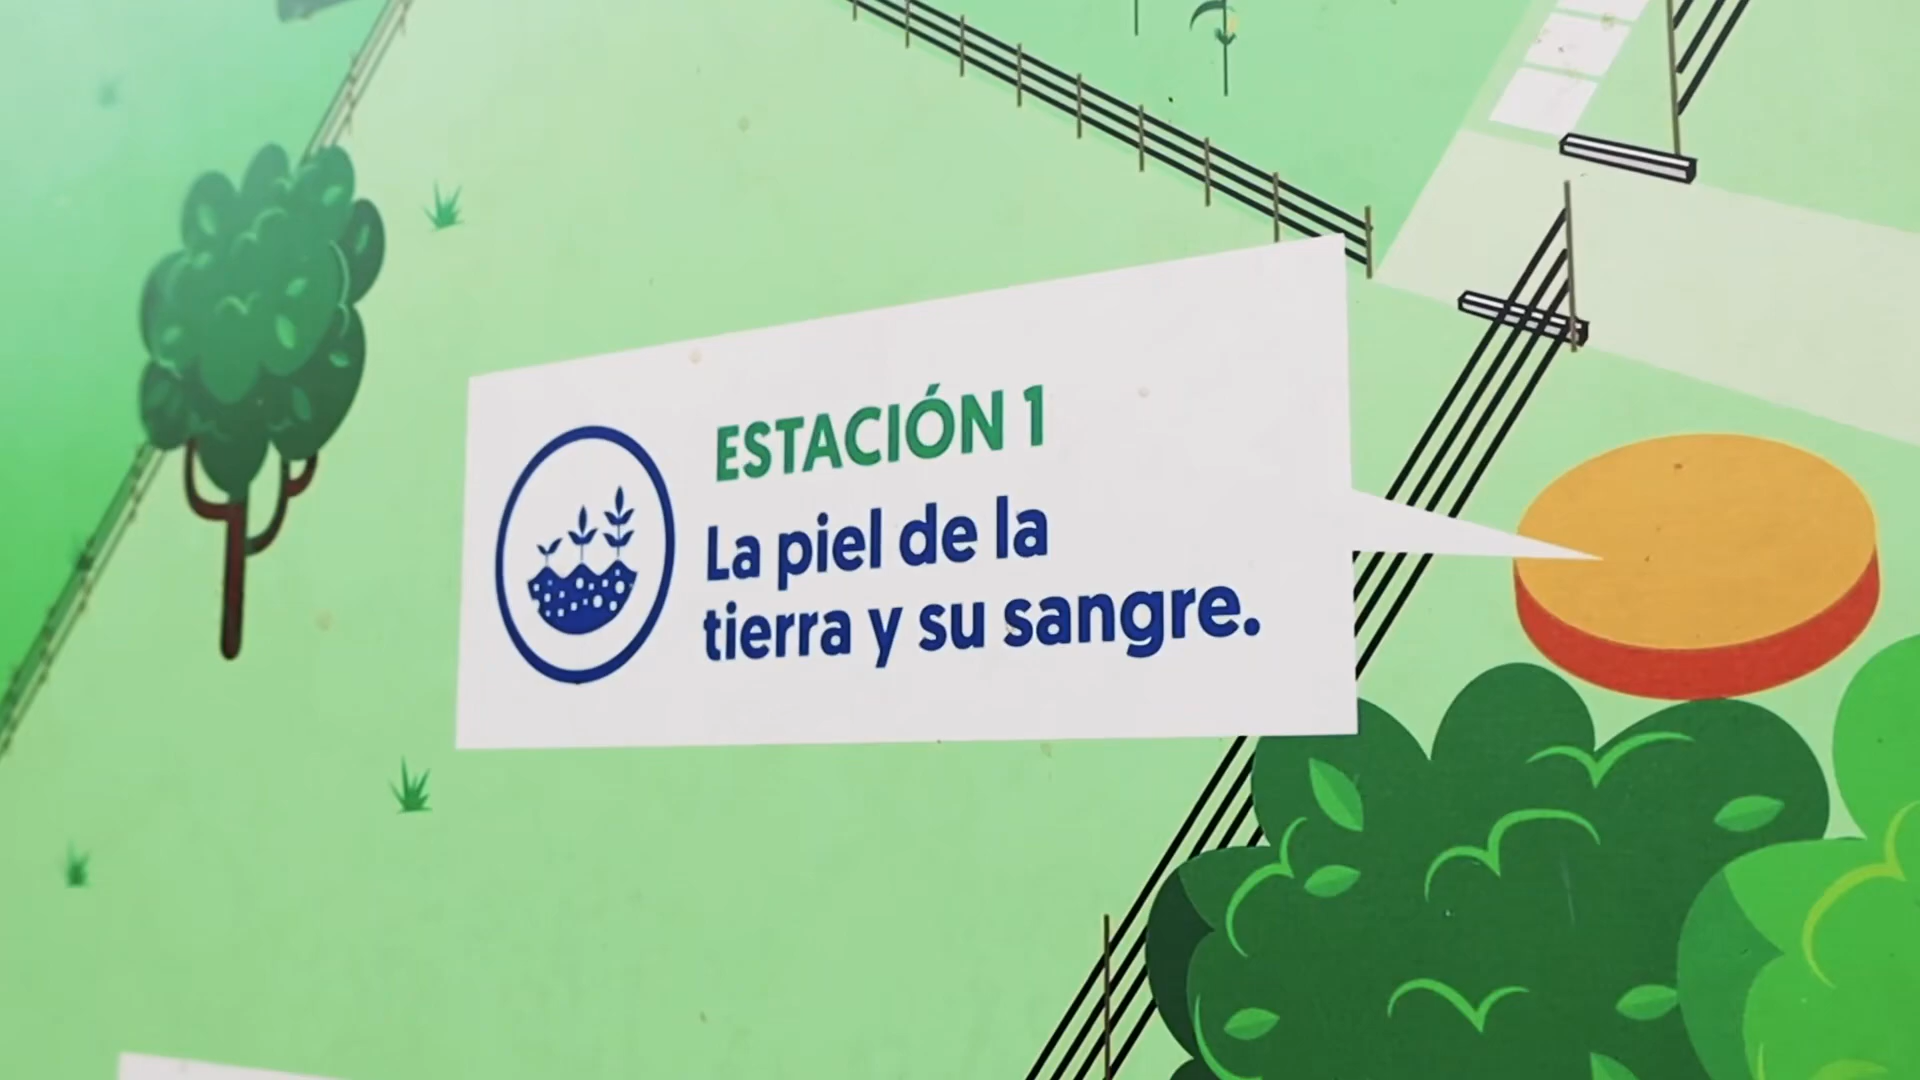 ESTACIÓN 1
La piel de la
tierra y su sangre.